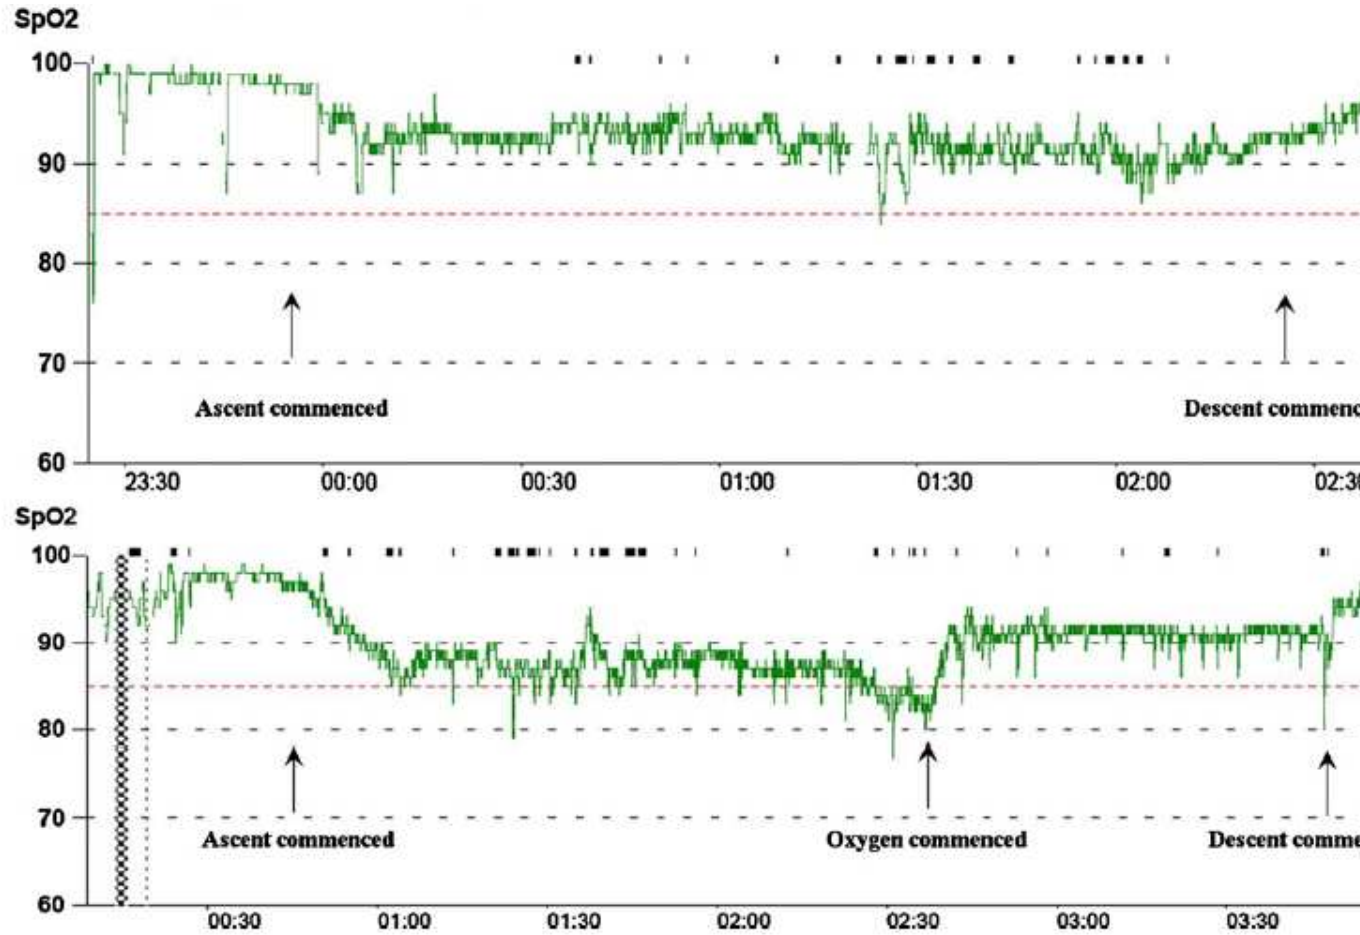 SpO2
100
90
80
70
60
Ascent commenced
Descent commenc
23:30 00:00 00:30 01:00 01:30 02:00 02:30
SpO2
100
90
80
70
60
Ascent commenced
Oxygen commenced
Descent comme
00:30 01:00 01:30 02:00 02:30 03:00 03:30